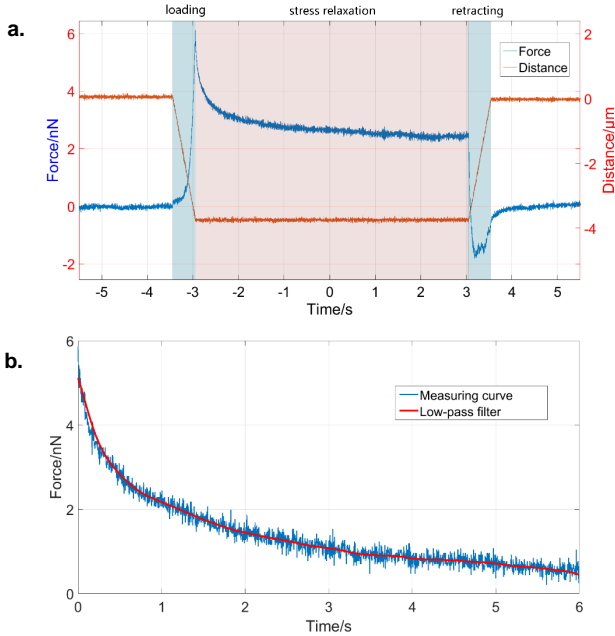 loading stress relaxation retracting
a.
6
4
2
0
-2
Force/nN
2
0
-2
-4
Distance/μm
Force
Distance
-5 -4 -3 -2 -1 0 1 2 3 4 5
Time/s
b.
6
4
2
0
Force/nN
Measuring curve
Low-pass filter
0 1 2 3 4 5 6
Time/s